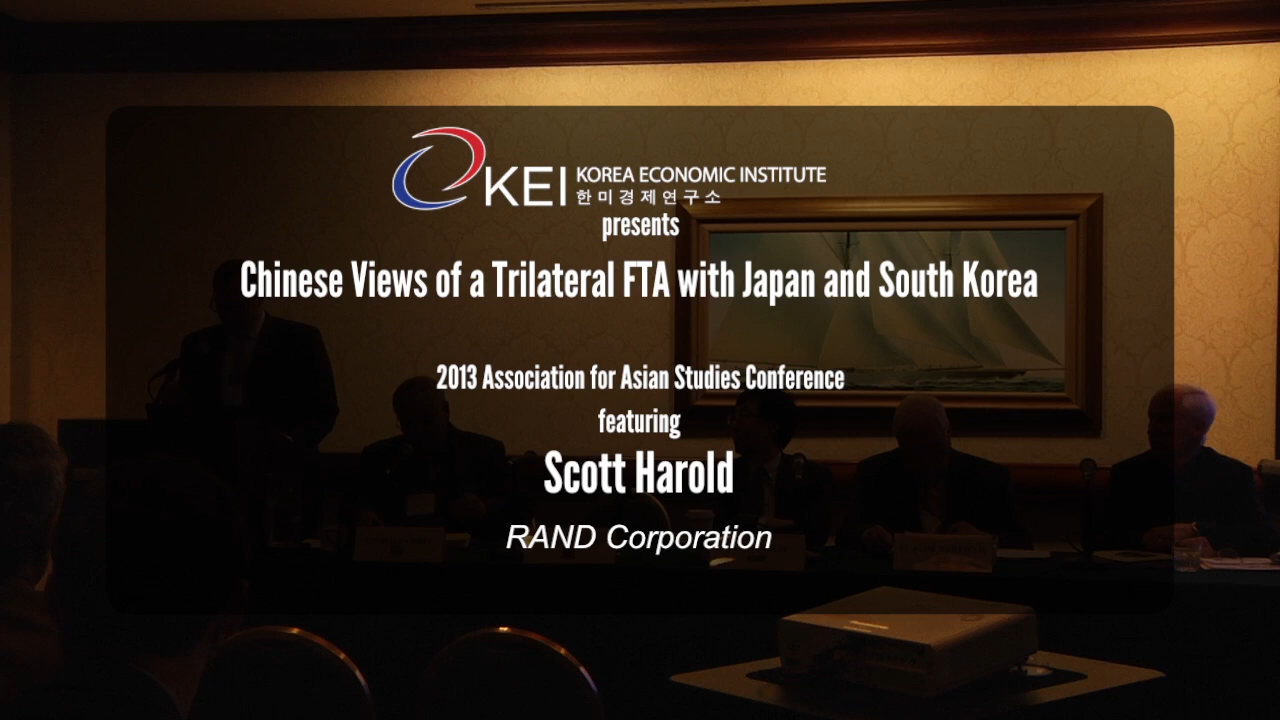 KEI KOREA ECONOMIC INSTITUTE
한미경제연구소
presents
Chinese Views of a Trilateral FTA with Japan and South Korea
2013 Association for Asian Studies Conference
featuring
Scott Harold
RAND Corporation